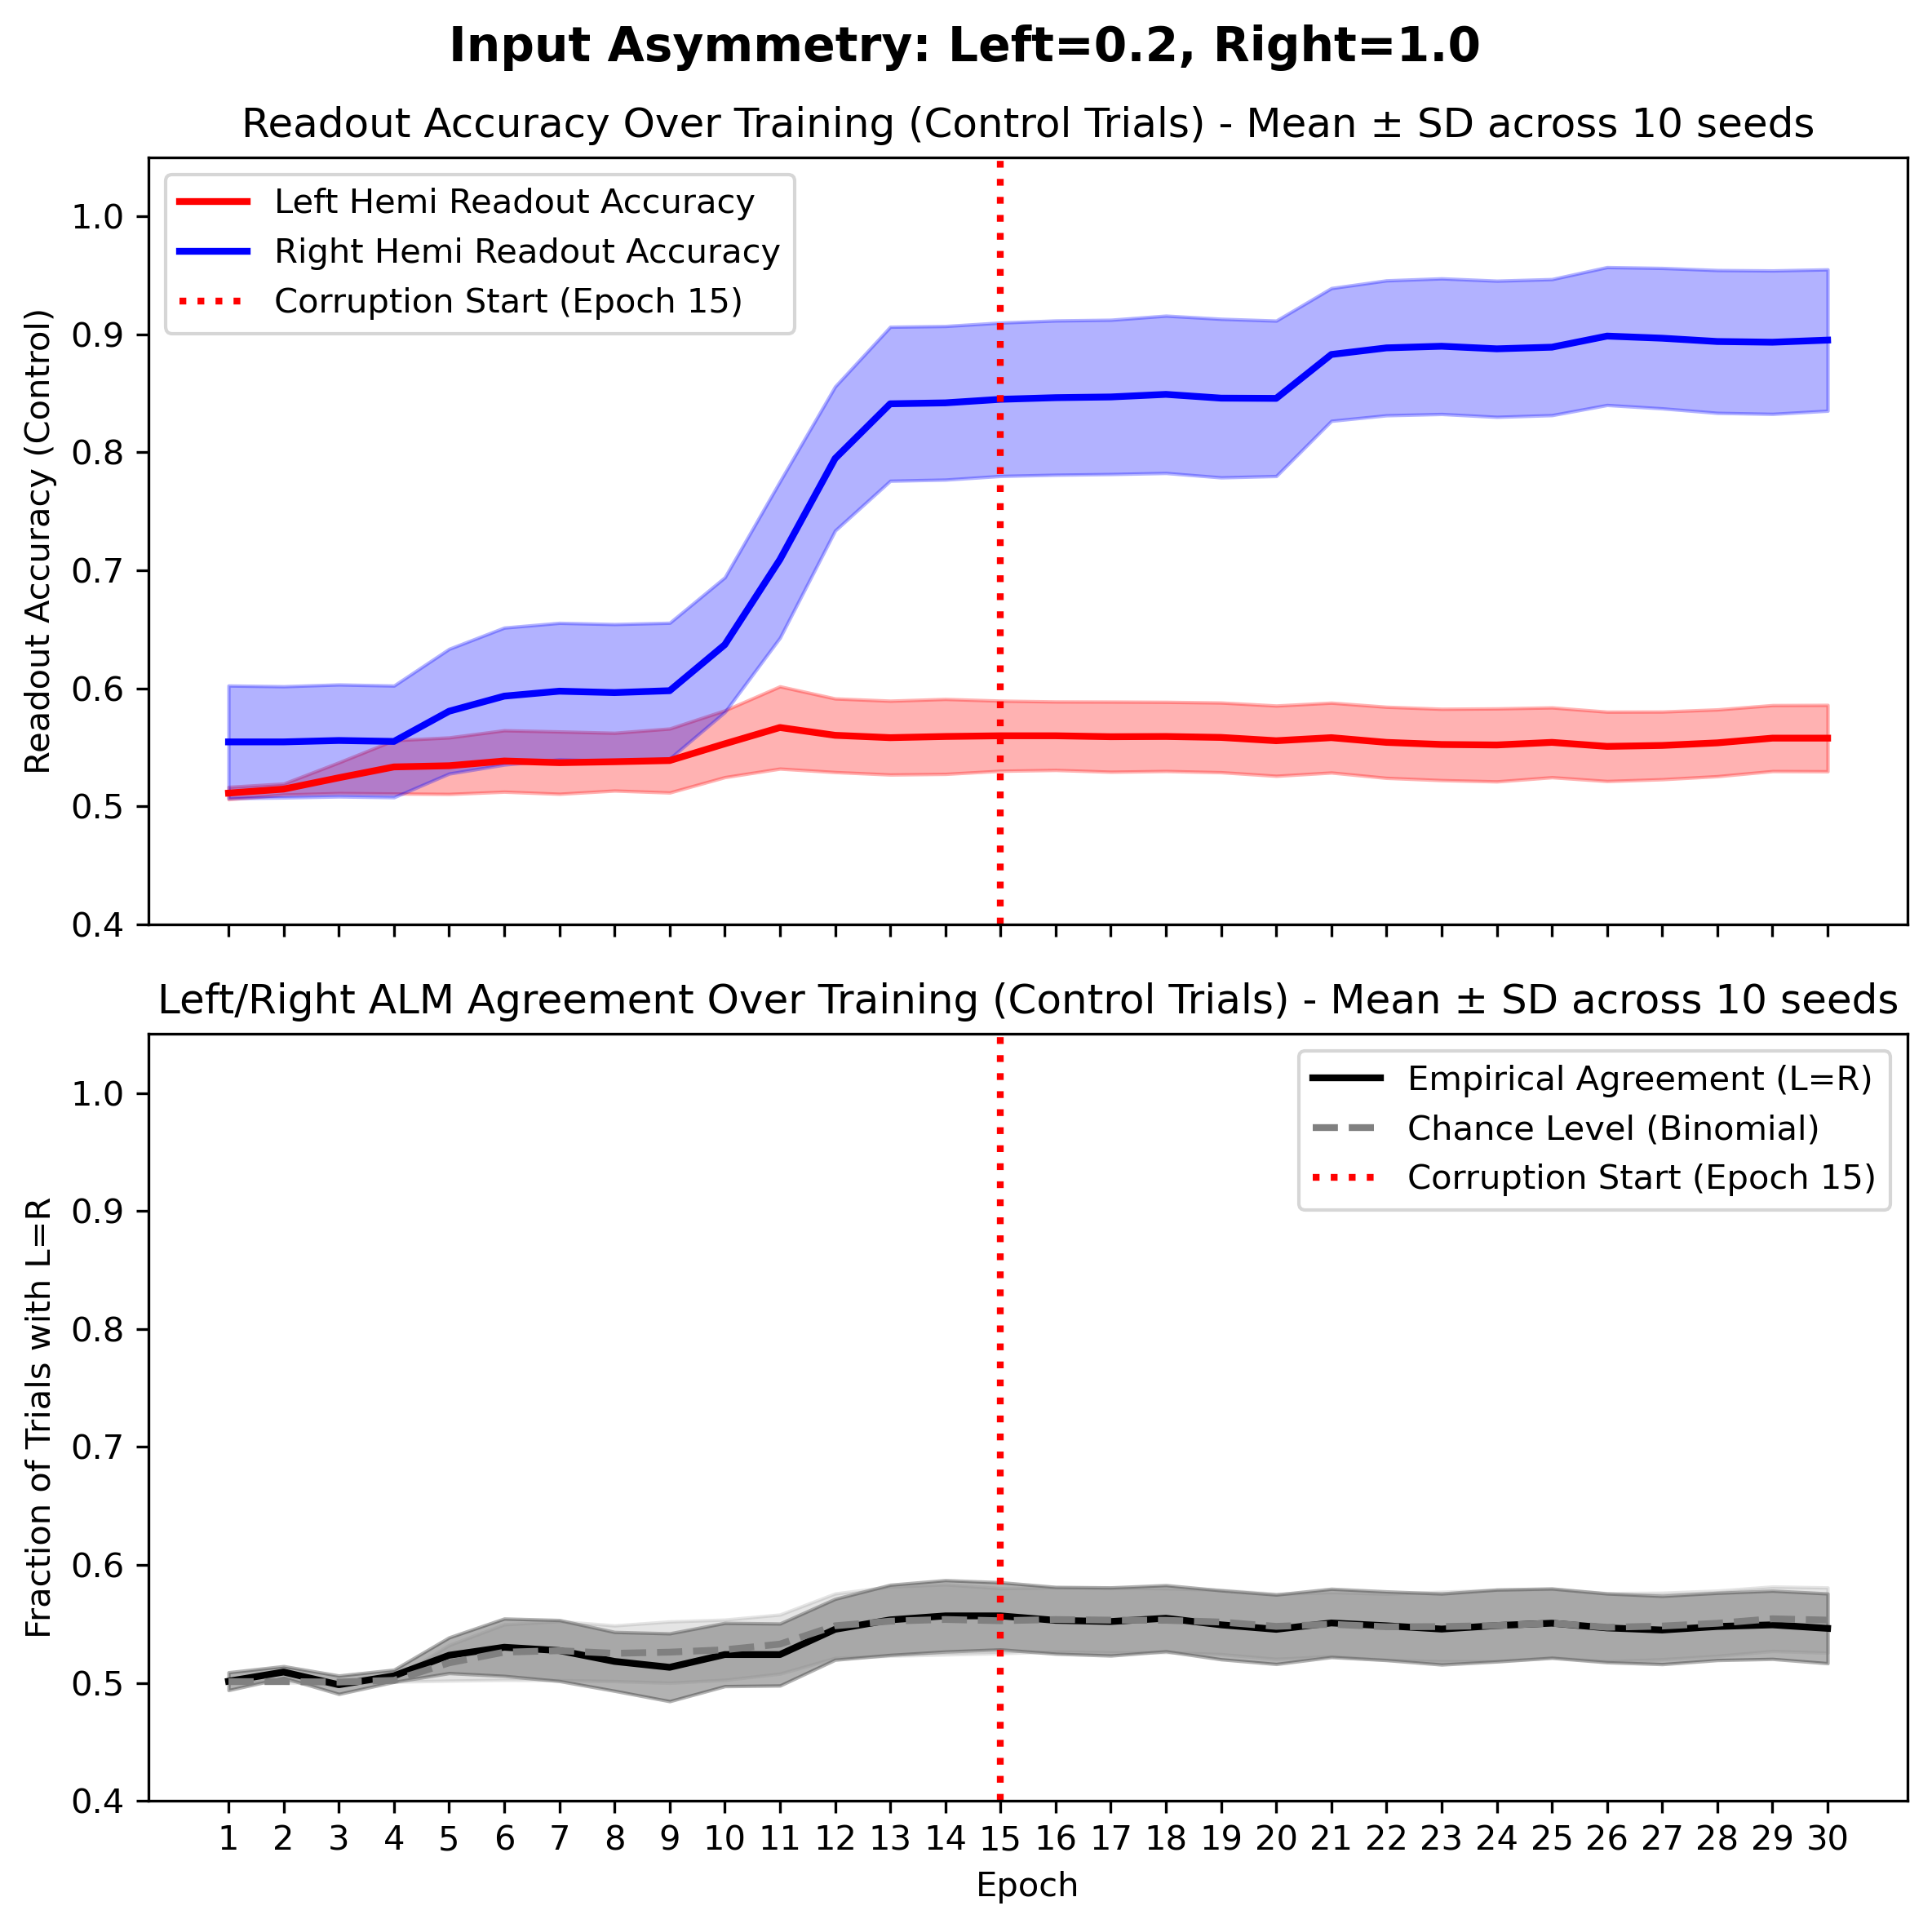 Input Asymmetry: Left=0.2, Right=1.0
Readout Accuracy Over Training (Control Trials) - Mean ± SD across 10 seeds
Left Hemi Readout Accuracy
Right Hemi Readout Accuracy
Corruption Start (Epoch 15)
Readout Accuracy (Control)
1.0
0.9
0.8
0.7
0.6
0.5
0.4
Left/Right ALM Agreement Over Training (Control Trials) - Mean ± SD across 10 seeds
Empirical Agreement (L=R)
Chance Level (Binomial)
Corruption Start (Epoch 15)
Fraction of Trials with L=R
1.0
0.9
0.8
0.7
0.6
0.5
0.4
1 2 3 4 5 6 7 8 9 10 11 12 13 14 15 16 17 18 19 20 21 22 23 24 25 26 27 28 29 30
Epoch